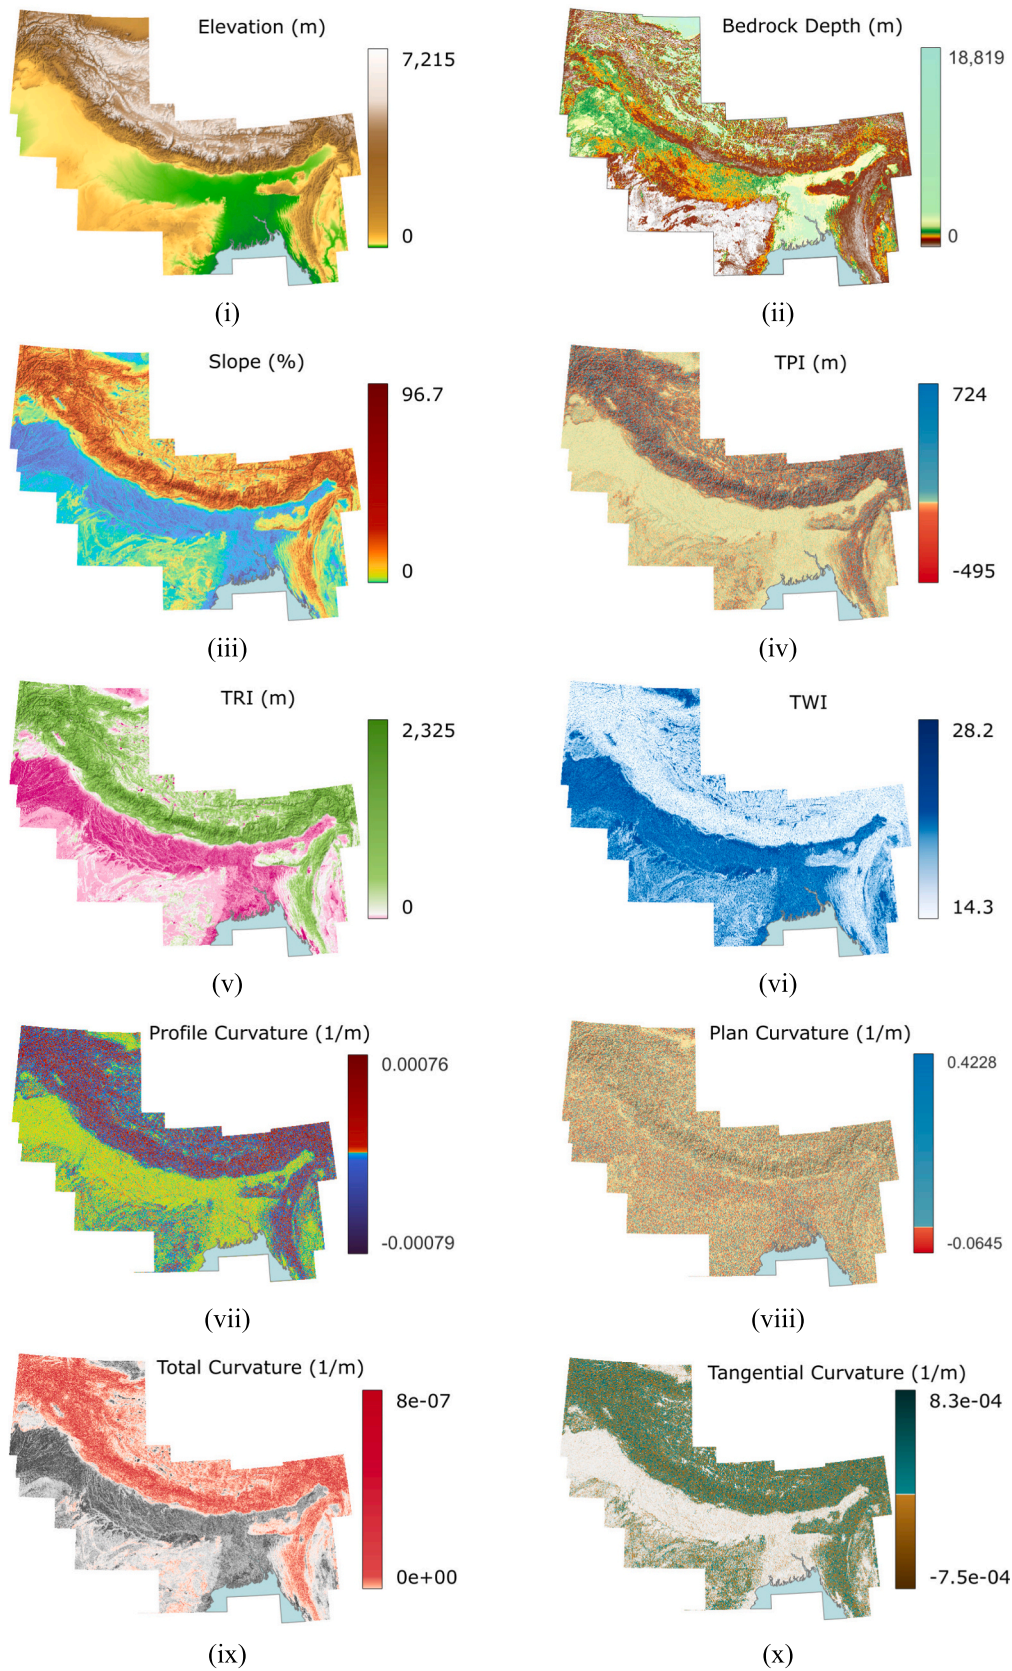 Elevation (m)
7,215
0
(i)
Bedrock Depth (m)
18,819
0
(ii)
Slope (%)
96.7
0
(iii)
TPI (m)
724
-495
(iv)
TRI (m)
2,325
0
(v)
TWI
28.2
14.3
(vi)
Profile Curvature (1/m)
0.00076
-0.00079
(vii)
Plan Curvature (1/m)
0.4228
-0.0645
(viii)
Total Curvature (1/m)
8e-07
0e+00
(ix)
Tangential Curvature (1/m)
8.3e-04
-7.5e-04
(x)